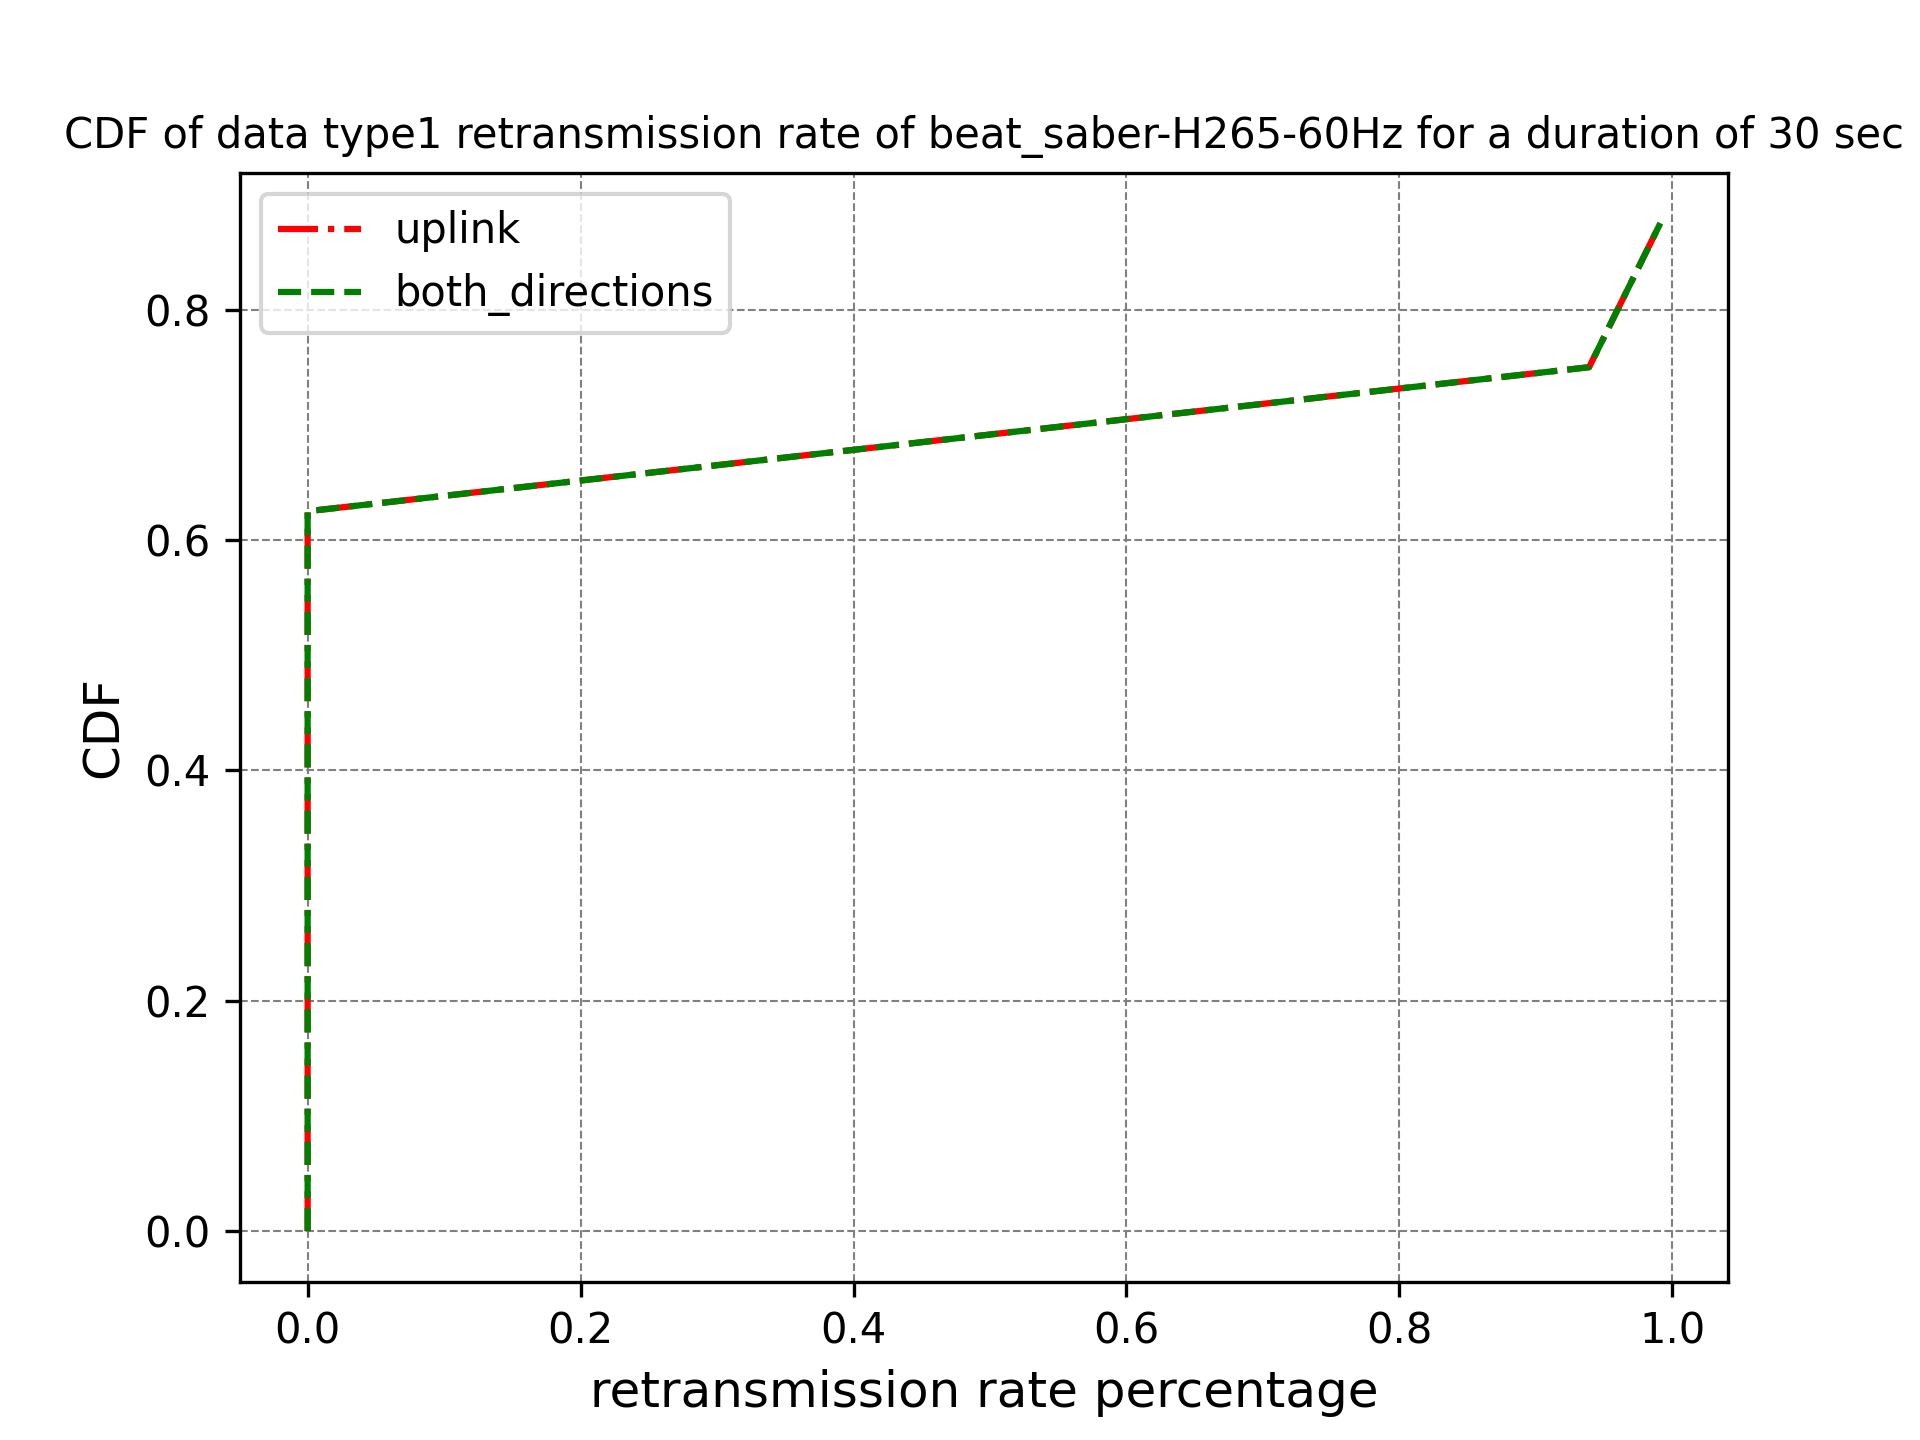 CDF of data type1 retransmission rate of beat_saber-H265-60Hz for a duration of 30 sec
uplink
both_directions
0.8
0.6
0.4
0.2
0.0
CDF
0.0 0.2 0.4 0.6 0.8 1.0
retransmission rate percentage